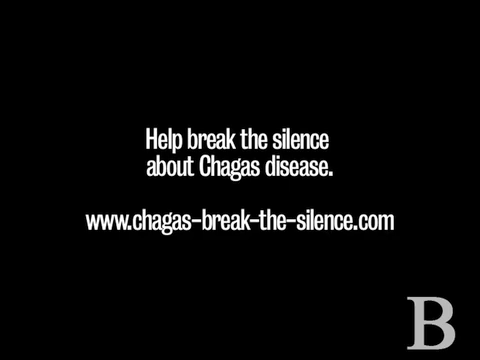 Help break the silence
about Chagas disease.
www.chagas-break-the-silence.com
B